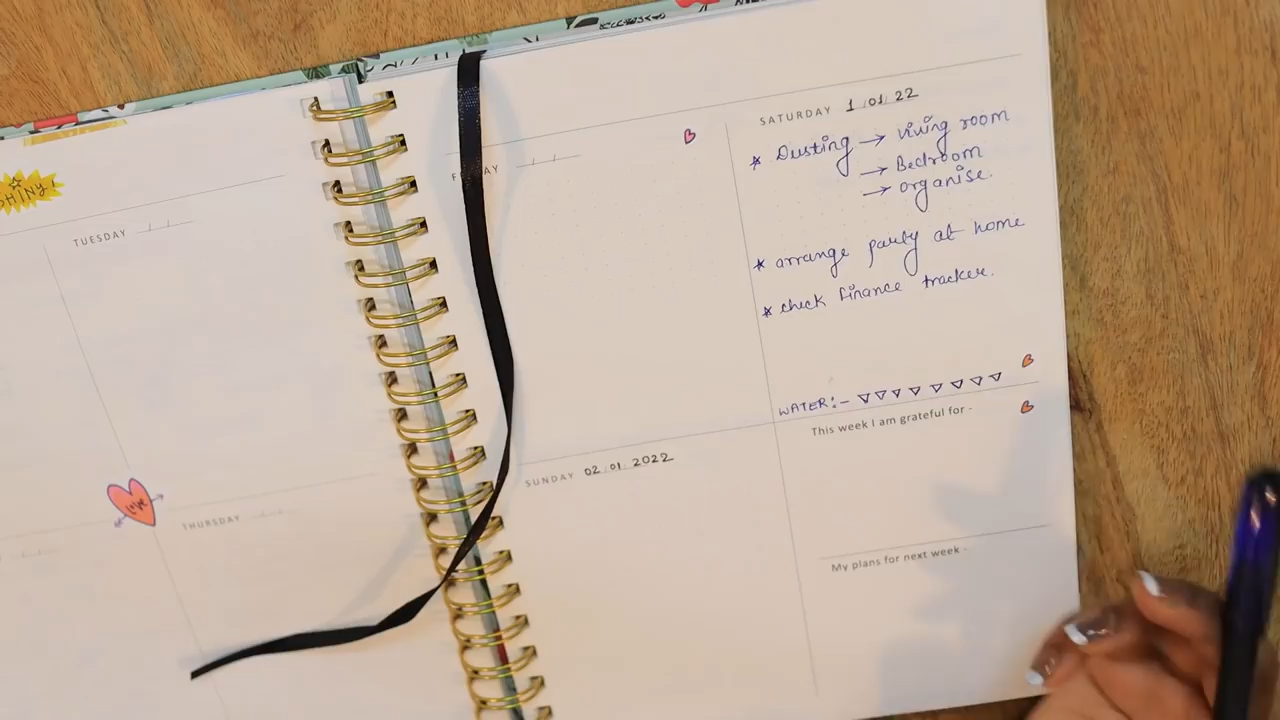 SHINY!
TUESDAY
love
THURSDAY
SATURDAY 1/01/22
* Dusting → living room
→ Bedroom
→ organise.
* arrange party at home
* check finance tracker.
WATER:-
SUNDAY 02/01/2022
This week I am grateful for -
My plans for next week -